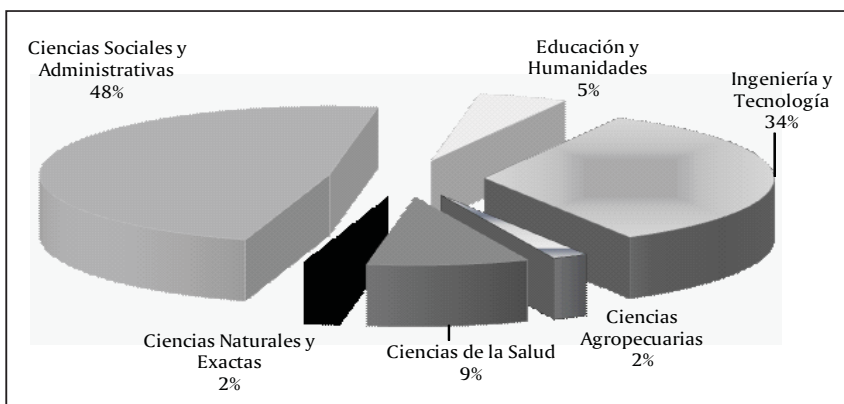 Ciencias Sociales y
Administrativas
48%
Educación y
Humanidades
5%
Ingeniería y
Tecnología
34%
Ciencias Naturales y
Exactas
2%
Ciencias de la Salud
9%
Ciencias
Agropecuarias
2%